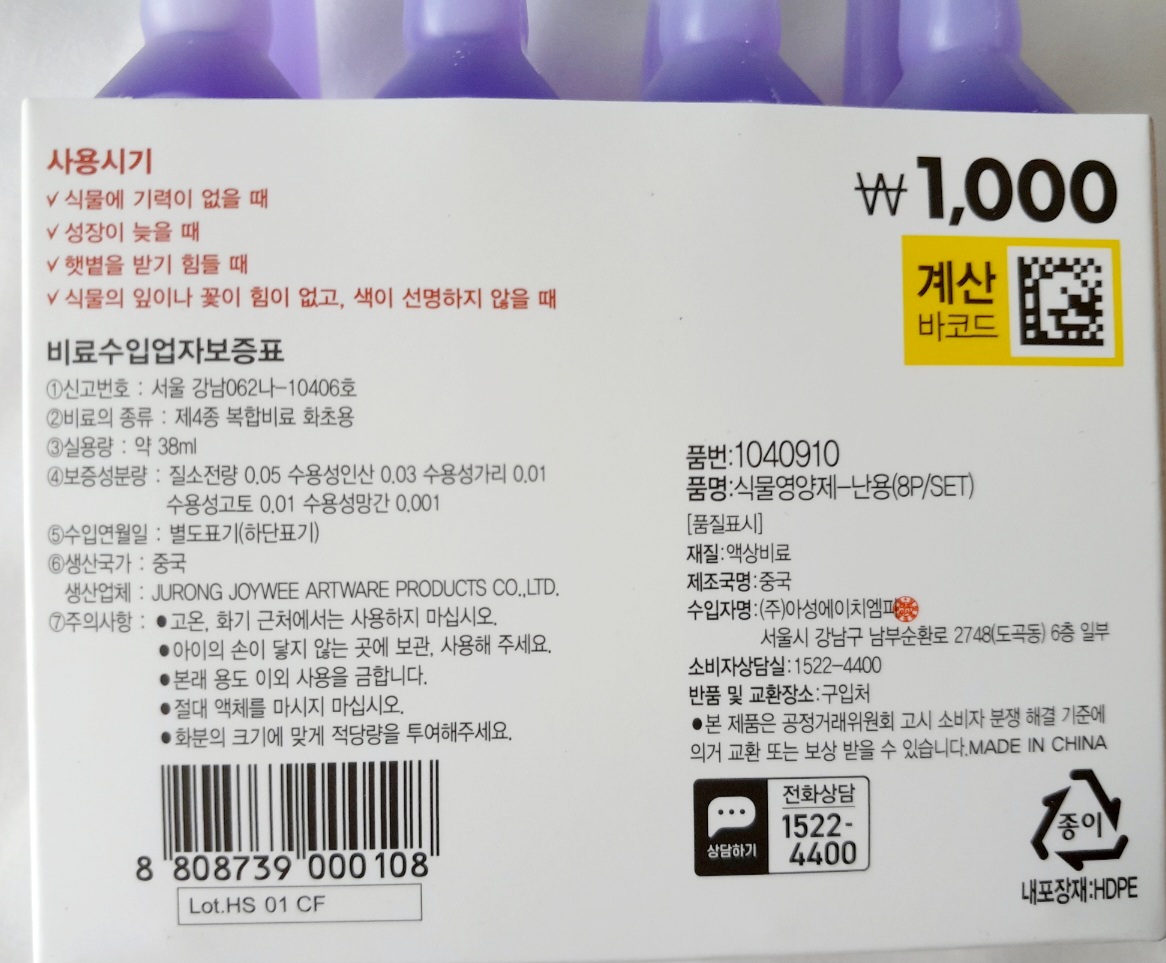 사용시기
✓ 식물에 기력이 없을 때
✓ 성장이 늦을 때
✓ 햇볕을 받기 힘들 때
✓ 식물의 잎이나 꽃이 힘이 없고, 색이 선명하지 않을 때
비료수입업자보증표
①신고번호 : 서울 강남062나-10406호
②비료의 종류 : 제4종 복합비료 화초용
③실용량 : 약 38ml
④보증성분량 : 질소전량 0.05 수용성인산 0.03 수용성가리 0.01
수용성고토 0.01 수용성망간 0.001
⑤수입연월일 : 별도표기(하단표기)
⑥생산국가 : 중국
생산업체 : JURONG JOYWEE ARTWARE PRODUCTS CO.,LTD.
⑦주의사항 : ●고온, 화기 근처에서는 사용하지 마십시오.
●아이의 손이 닿지 않는 곳에 보관, 사용해 주세요.
●본래 용도 이외 사용을 금합니다.
●절대 액체를 마시지 마십시오.
●화분의 크기에 맞게 적당량을 투여해주세요.
8 808739 000108
Lot.HS 01 CF
₩1,000
계산
바코드
품번:1040910
품명:식물영양제-난용(8P/SET)
[품질표시]
재질:액상비료
제조국명:중국
수입자명:(주)아성에이치엠피
서울시 강남구 남부순환로 2748(도곡동) 6층 일부
소비자상담실:1522-4400
반품 및 교환장소:구입처
●본 제품은 공정거래위원회 고시 소비자 분쟁 해결 기준에
의거 교환 또는 보상 받을 수 있습니다.MADE IN CHINA
상담하기
전화상담
1522-
4400
종이
내포장재:HDPE